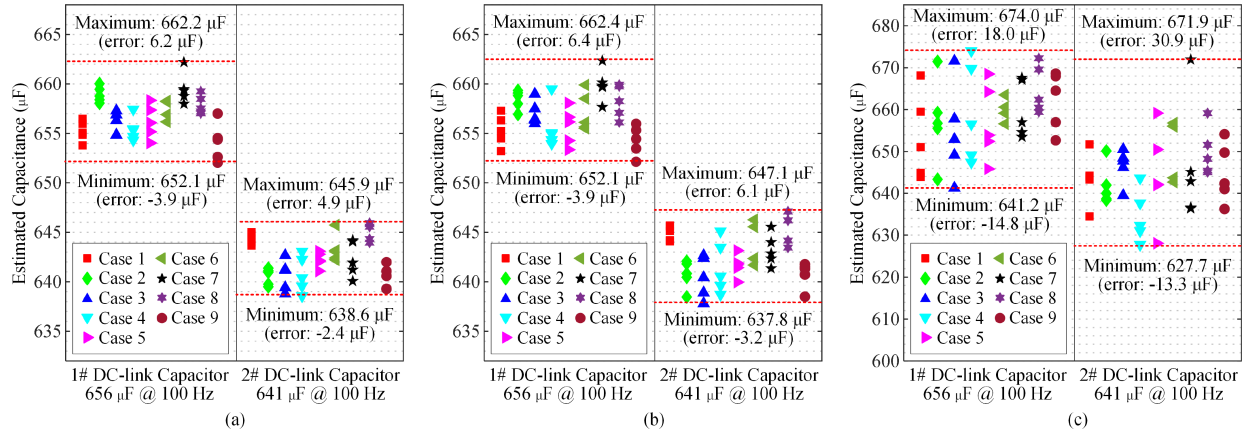 Estimated Capacitance (μF)
665
660
655
650
645
640
635
Maximum: 662.2 μF
(error: 6.2 μF)
Minimum: 652.1 μF
(error: -3.9 μF)
Maximum: 645.9 μF
(error: 4.9 μF)
Minimum: 638.6 μF
(error: -2.4 μF)
Case 1
Case 2
Case 3
Case 4
Case 5
Case 6
Case 7
Case 8
Case 9
1# DC-link Capacitor
656 μF @ 100 Hz
2# DC-link Capacitor
641 μF @ 100 Hz
(a)
Estimated Capacitance (μF)
665
660
655
650
645
640
635
Maximum: 662.4 μF
(error: 6.4 μF)
Minimum: 652.1 μF
(error: -3.9 μF)
Maximum: 647.1 μF
(error: 6.1 μF)
Minimum: 637.8 μF
(error: -3.2 μF)
Case 1
Case 2
Case 3
Case 4
Case 5
Case 6
Case 7
Case 8
Case 9
1# DC-link Capacitor
656 μF @ 100 Hz
2# DC-link Capacitor
641 μF @ 100 Hz
(b)
Estimated Capacitance (μF)
680
670
660
650
640
630
620
610
600
Maximum: 674.0 μF
(error: 18.0 μF)
Maximum: 671.9 μF
(error: 30.9 μF)
Minimum: 641.2 μF
(error: -14.8 μF)
Minimum: 627.7 μF
(error: -13.3 μF)
Case 1
Case 2
Case 3
Case 4
Case 5
Case 6
Case 7
Case 8
Case 9
1# DC-link Capacitor
656 μF @ 100 Hz
2# DC-link Capacitor
641 μF @ 100 Hz
(c)